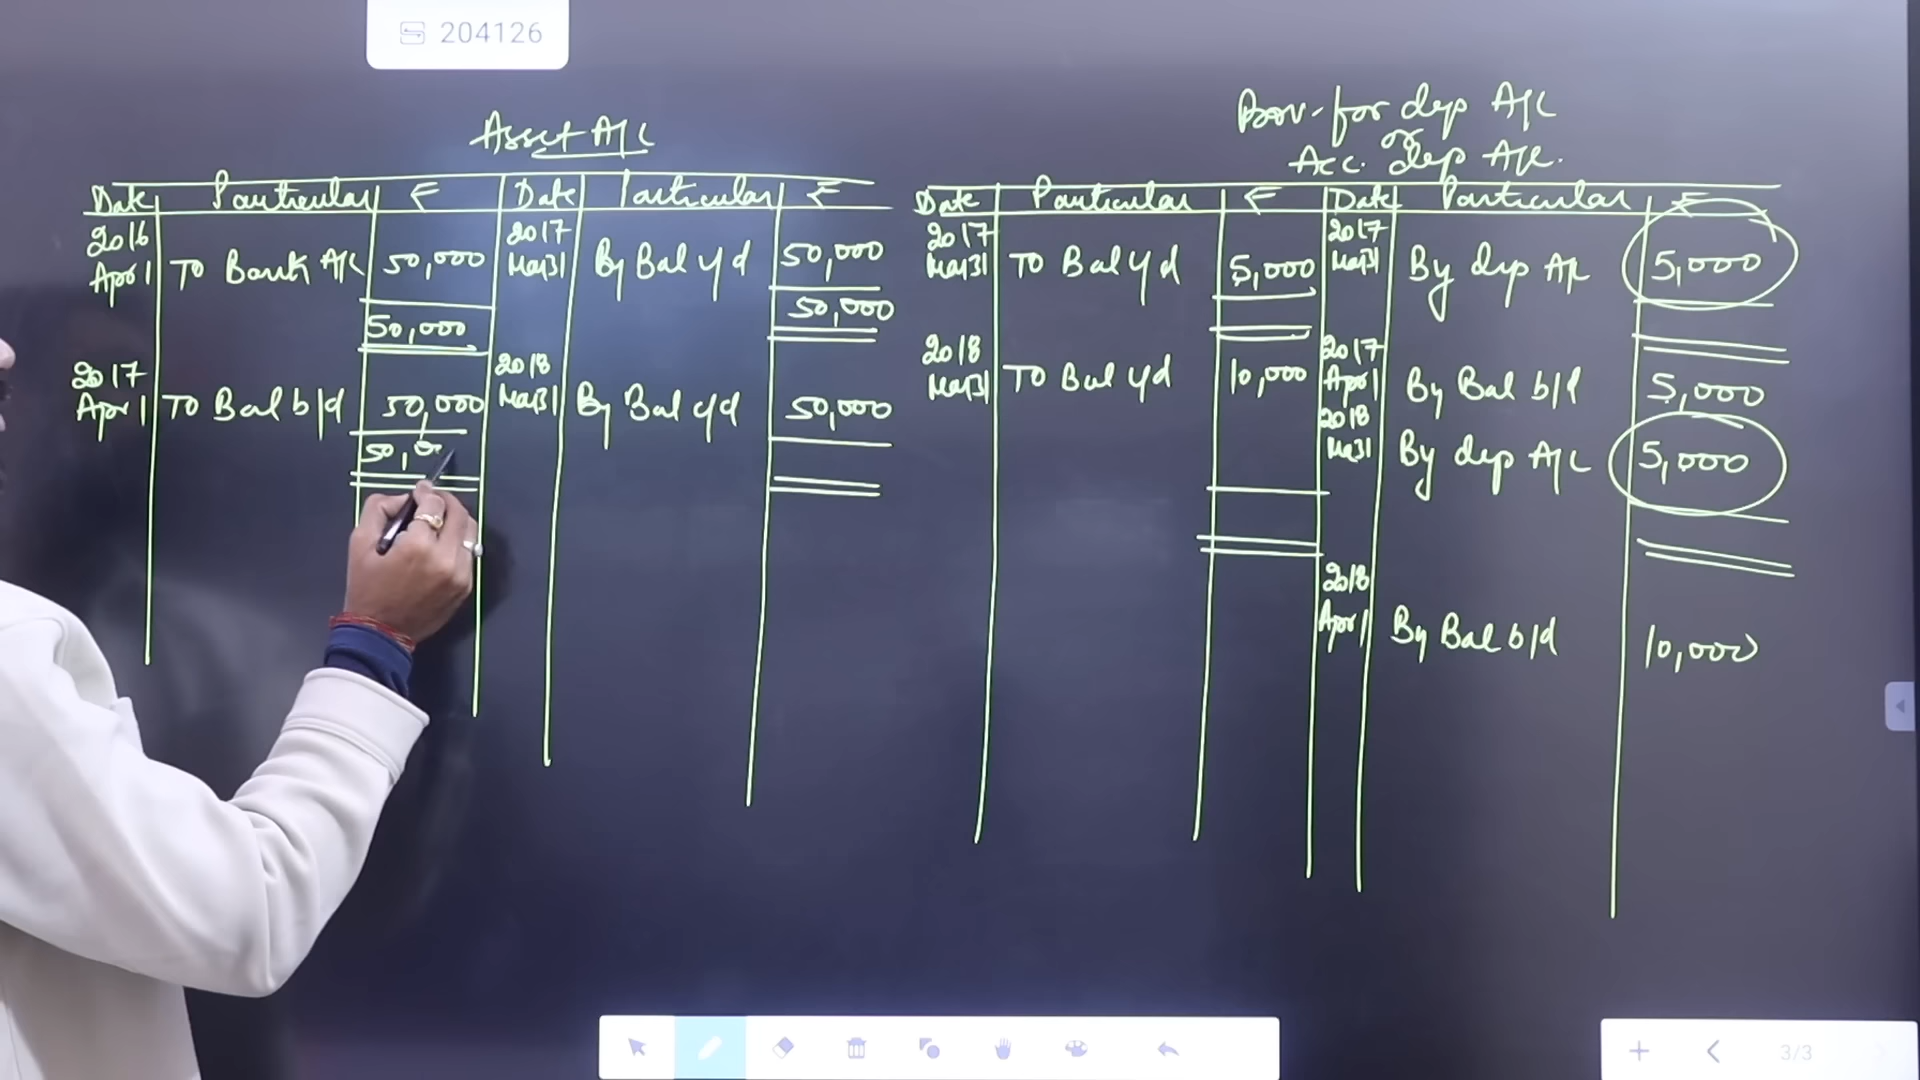 204126
Asset A/c
Date Particular ₹ Date Particular ₹
2016 Apr 1 To Bank A/c 50,000 2017 Mar 31 By Bal c/d 50,000
50,000 50,000
2017 Apr 1 To Bal b/d 50,000 2018 Mar 31 By Bal c/d 50,000
50,0
Prov. for dep A/c
or
Acc. dep A/c.
Date Particular ₹ Date Particular ₹
2017 Mar 31 To Bal c/d 5,000 2017 Mar 31 By dep A/c 5,000
2018 Mar 31 To Bal c/d 10,000 2017 Apr 1 By Bal b/d 5,000
2018 Mar 31 By dep A/c 5,000
2018 Apr 1 By Bal b/d 10,000
3/3